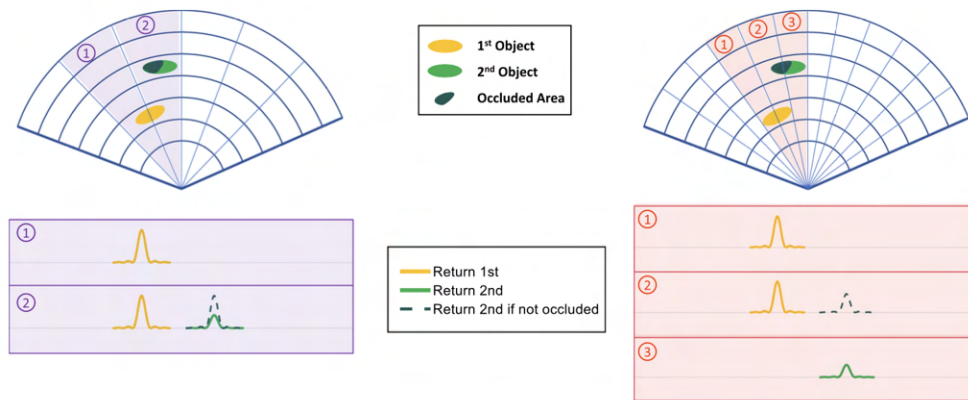 ①
②
1st Object
2nd Object
Occluded Area
①
②
③
①
②
Return 1st
Return 2nd
Return 2nd if not occluded
①
②
③